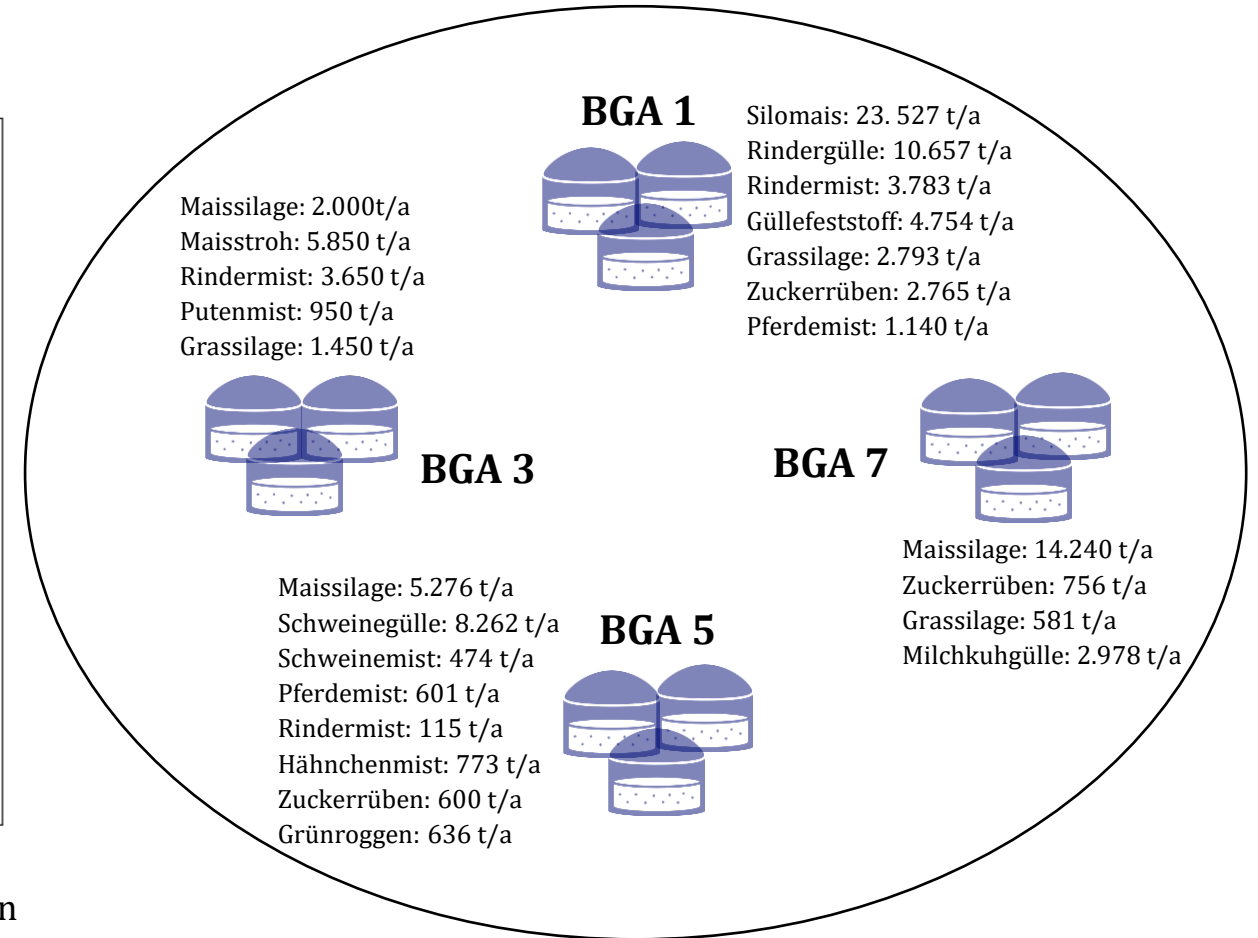 BGA 1
Silomais: 23. 527 t/a
Rindergülle: 10.657 t/a
Rindermist: 3.783 t/a
Güllefeststoff: 4.754 t/a
Grassilage: 2.793 t/a
Zuckerrüben: 2.765 t/a
Pferdemist: 1.140 t/a
Maissilage: 2.000t/a
Maisstroh: 5.850 t/a
Rindermist: 3.650 t/a
Putenmist: 950 t/a
Grassilage: 1.450 t/a
BGA 3
BGA 7
Maissilage: 14.240 t/a
Zuckerrüben: 756 t/a
Grassilage: 581 t/a
Milchkuhgülle: 2.978 t/a
Maissilage: 5.276 t/a
Schweinegülle: 8.262 t/a
Schweinemist: 474 t/a
Pferdemist: 601 t/a
Rindermist: 115 t/a
Hähnchenmist: 773 t/a
Zuckerrüben: 600 t/a
Grünroggen: 636 t/a
BGA 5
n